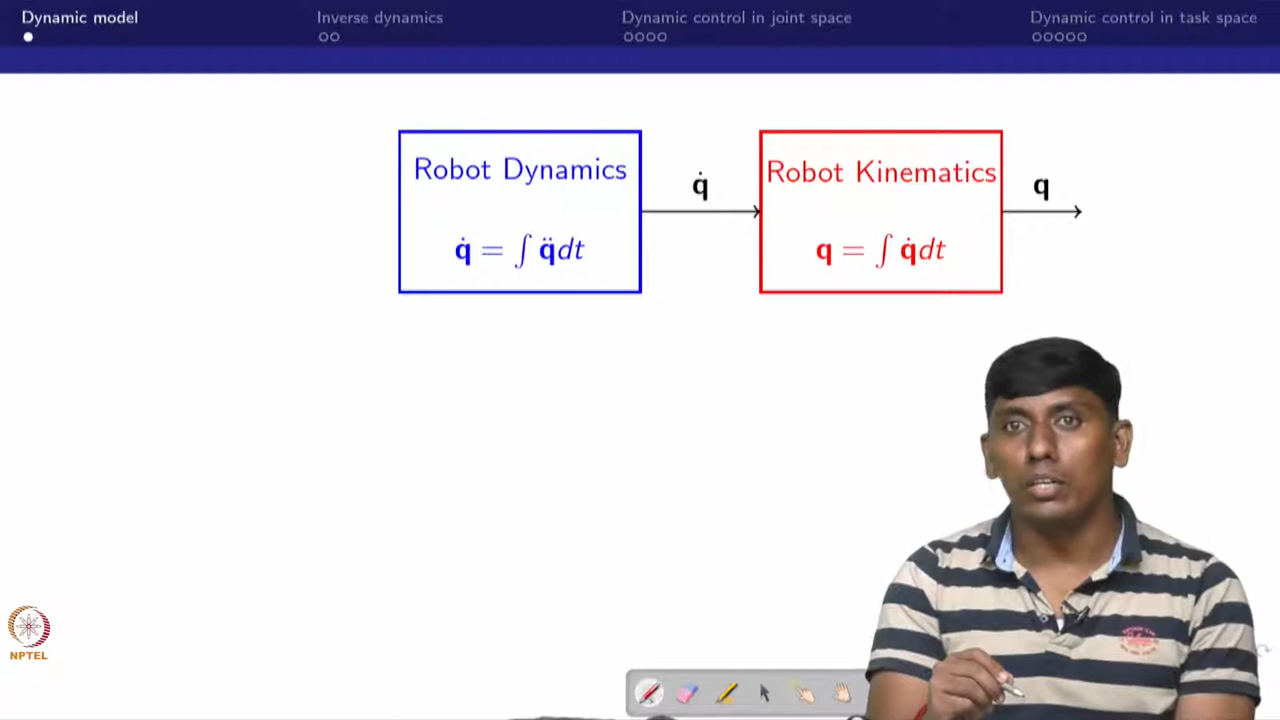 Dynamic model
Inverse dynamics
Dynamic control in joint space
Dynamic control in task space
Robot Dynamics
q̇ = ∫ q̈dt
q̇
Robot Kinematics
q = ∫ q̇dt
q
NPTEL